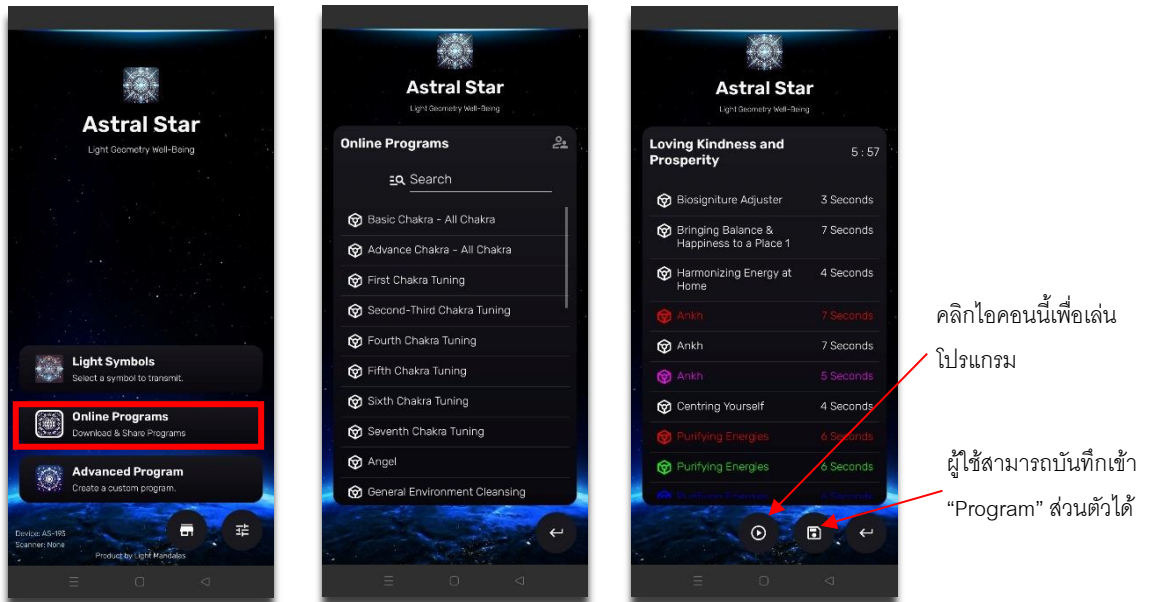 Astral Star
Light Geometry Well-Being
Light Symbols
Select a symbol to transmit.
Online Programs
Download & Share Programs
Advanced Program
Create a custom program.
Device: AS-193
Scanner: None
Product by Light Mandalas
Astral Star
Light Geometry Well-Being
Online Programs
Search
Basic Chakra - All Chakra
Advance Chakra - All Chakra
First Chakra Tuning
Second-Third Chakra Tuning
Fourth Chakra Tuning
Fifth Chakra Tuning
Sixth Chakra Tuning
Seventh Chakra Tuning
Angel
General Environment Cleansing
Astral Star
Light Geometry Well-Being
Loving Kindness and
Prosperity
5 : 57
Biosigniture Adjuster 3 Seconds
Bringing Balance & 7 Seconds
Happiness to a Place 1
Harmonizing Energy at 4 Seconds
Home
Ankh 7 Seconds
Ankh 7 Seconds
Ankh 5 Seconds
Centring Yourself 4 Seconds
Purifying Energies 6 Seconds
Purifying Energies 6 Seconds
คลิกไอคอนนี้เพื่อเล่น
โปรแกรม
ผู้ใช้สามารถบันทึกเข้า
“Program” ส่วนตัวได้